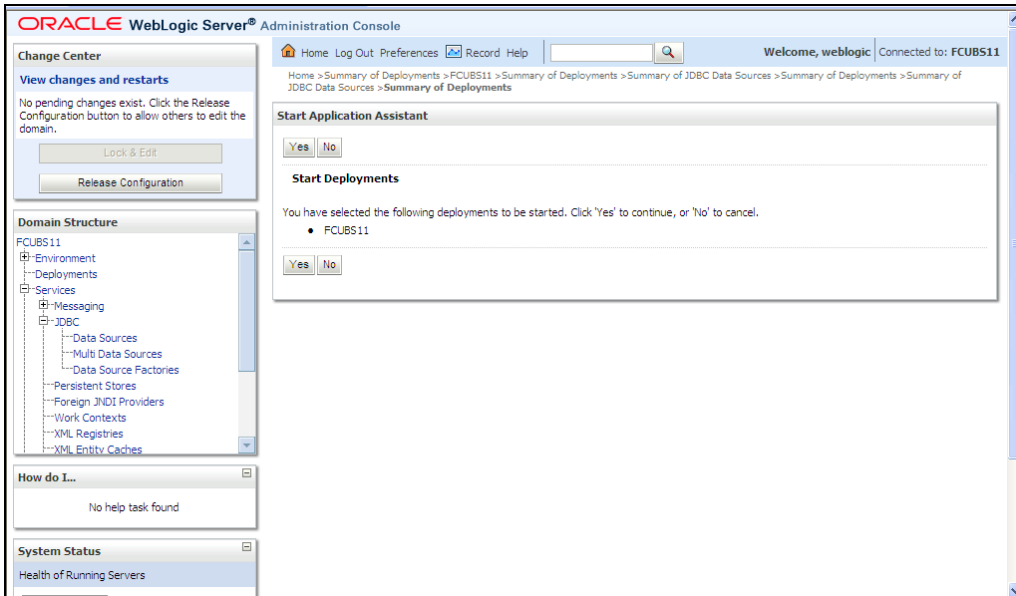 ORACLE WebLogic Server® Administration Console
Change Center
View changes and restarts
No pending changes exist. Click the Release
Configuration button to allow others to edit the
domain.
Lock & Edit
Release Configuration
Domain Structure
FCUBS11
Environment
Deployments
Services
Messaging
JDBC
Data Sources
Multi Data Sources
Data Source Factories
Persistent Stores
Foreign JNDI Providers
Work Contexts
XML Registries
XML Entity Caches
How do I...
No help task found
System Status
Health of Running Servers
Home Log Out Preferences Record Help
Welcome, weblogic Connected to: FCUBS11
Home >Summary of Deployments >FCUBS11 >Summary of Deployments >Summary of JDBC Data Sources >Summary of Deployments >Summary of
JDBC Data Sources >Summary of Deployments
Start Application Assistant
Yes No
Start Deployments
You have selected the following deployments to be started. Click 'Yes' to continue, or 'No' to cancel.
• FCUBS11
Yes No